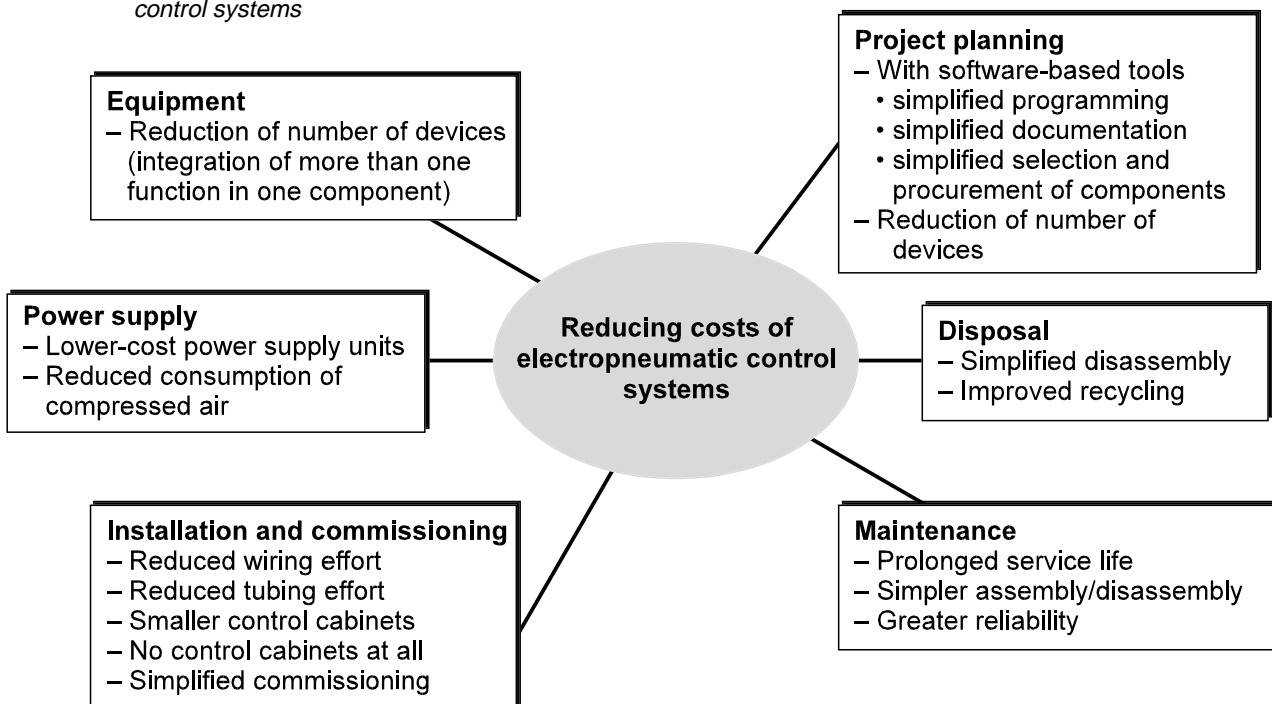 control systems
Equipment
– Reduction of number of devices
(integration of more than one
function in one component)
Project planning
– With software-based tools
• simplified programming
• simplified documentation
• simplified selection and
procurement of components
– Reduction of number of
devices
Power supply
– Lower-cost power supply units
– Reduced consumption of
compressed air
Reducing costs of
electropneumatic control
systems
Disposal
– Simplified disassembly
– Improved recycling
Installation and commissioning
– Reduced wiring effort
– Reduced tubing effort
– Smaller control cabinets
– No control cabinets at all
– Simplified commissioning
Maintenance
– Prolonged service life
– Simpler assembly/disassembly
– Greater reliability